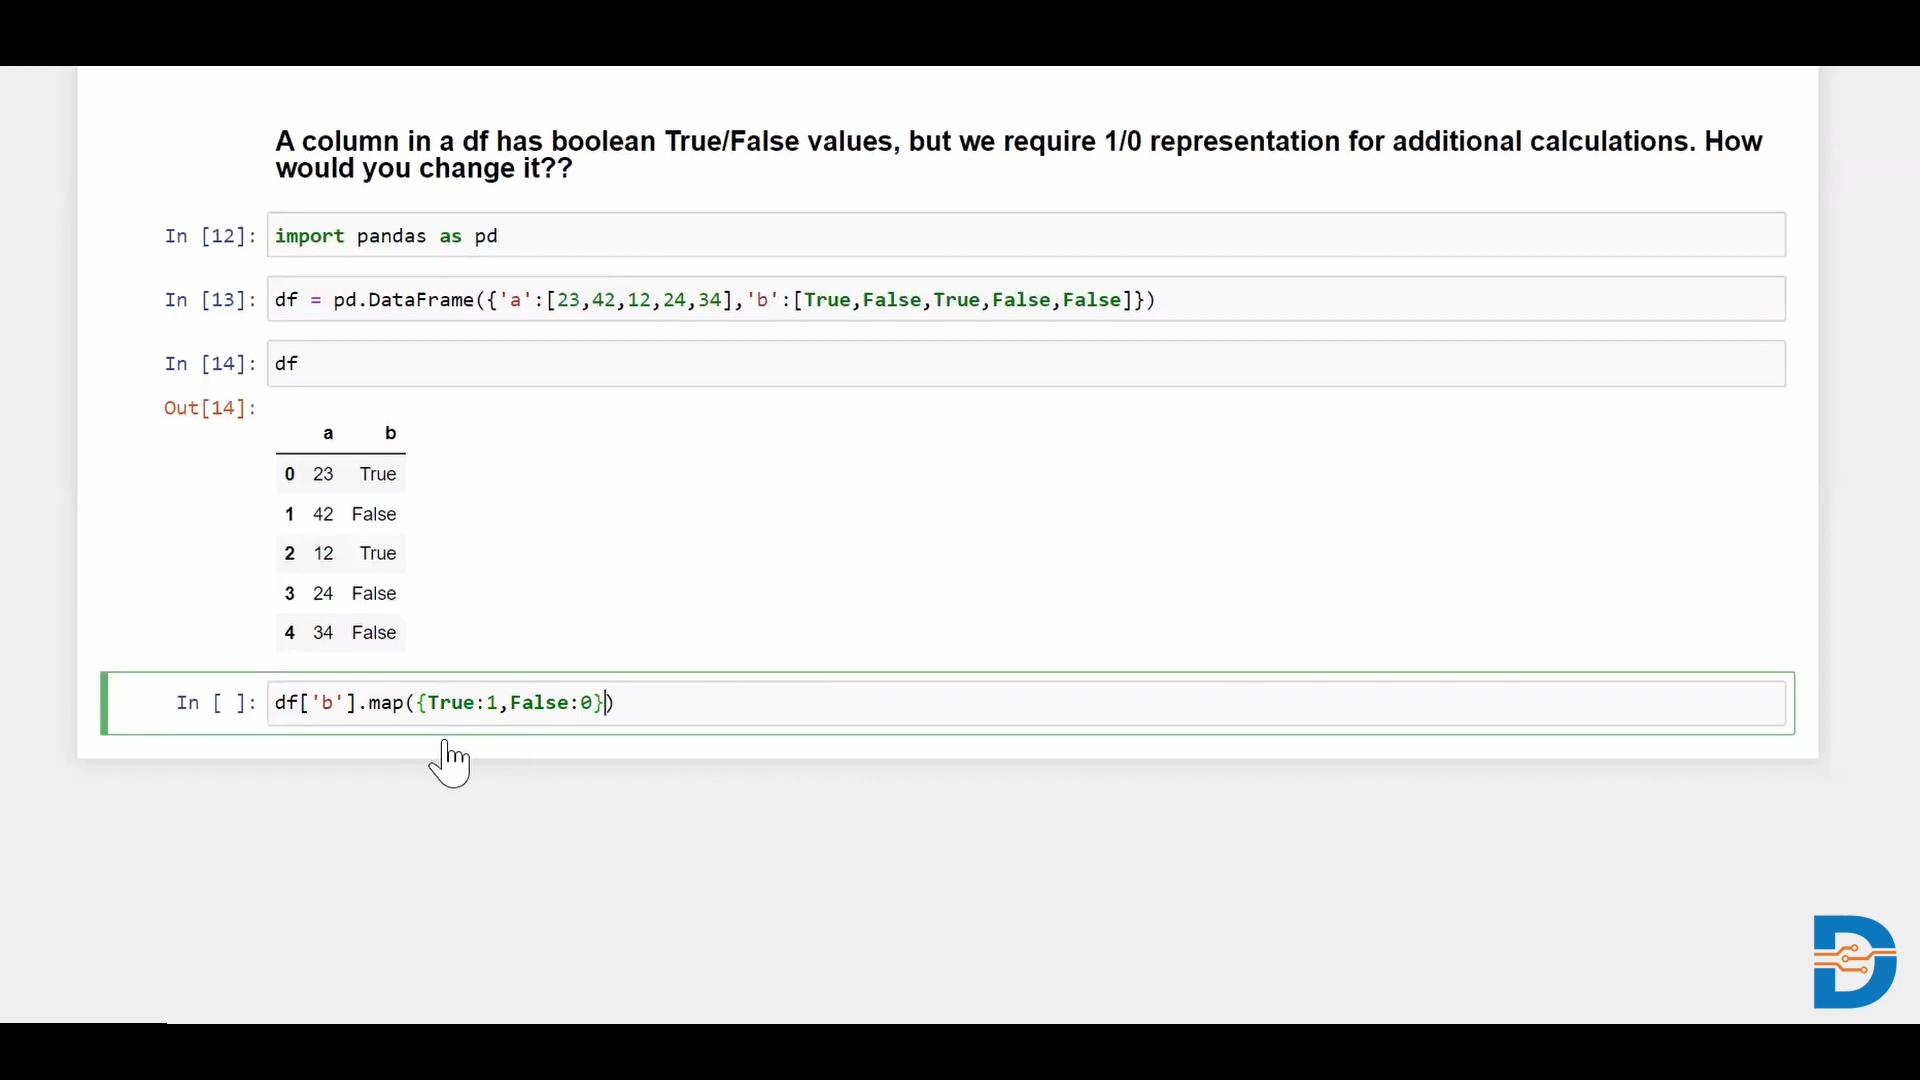 A column in a df has boolean True/False values, but we require 1/0 representation for additional calculations. How
would you change it??
In [12]: import pandas as pd
In [13]: df = pd.DataFrame({'a':[23,42,12,24,34],'b':[True,False,True,False,False]})
In [14]: df
Out[14]:
a b
0 23 True
1 42 False
2 12 True
3 24 False
4 34 False
In [ ]: df['b'].map({True:1,False:0})